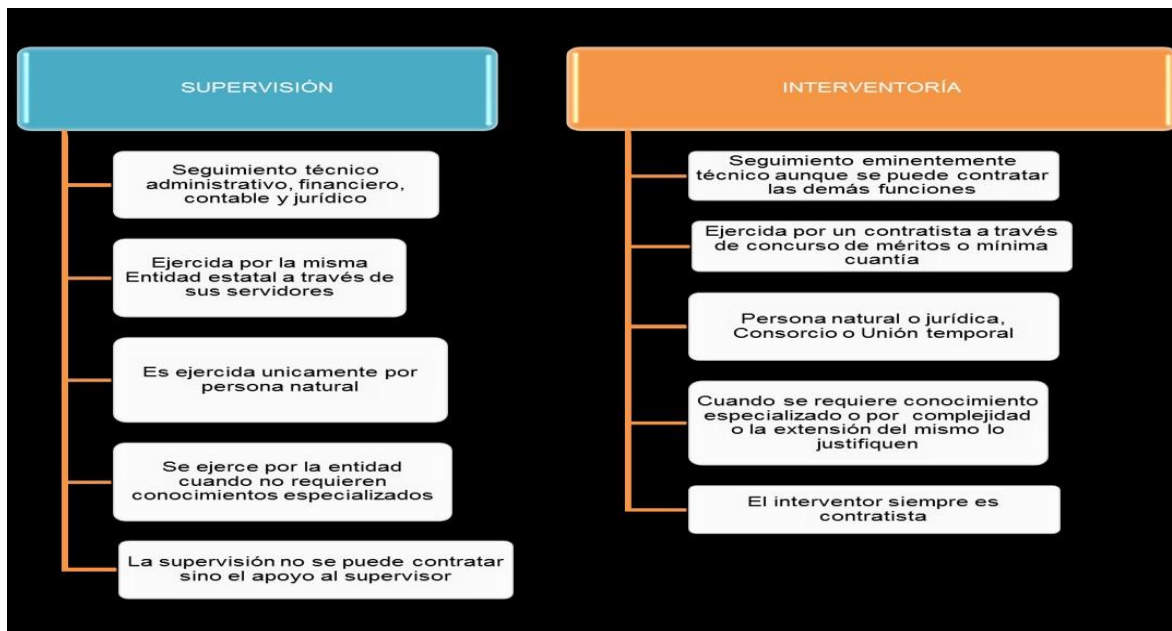 SUPERVISIÓN
Seguimiento técnico
administrativo, financiero,
contable y jurídico
Ejercida por la misma
Entidad estatal a través de
sus servidores
Es ejercida unicamente por
persona natural
Se ejerce por la entidad
cuando no requieren
conocimientos especializados
La supervisión no se puede contratar
sino el apoyo al supervisor
INTERVENTORÍA
Seguimiento eminentemente
técnico aunque se puede contratar
las demás funciones
Ejercida por un contratista a través
de concurso de méritos o mínima
cuantía
Persona natural o jurídica,
Consorcio o Unión temporal
Cuando se requiere conocimiento
especializado o por complejidad
o la extensión del mismo lo
justifiquen
El interventor siempre es
contratista